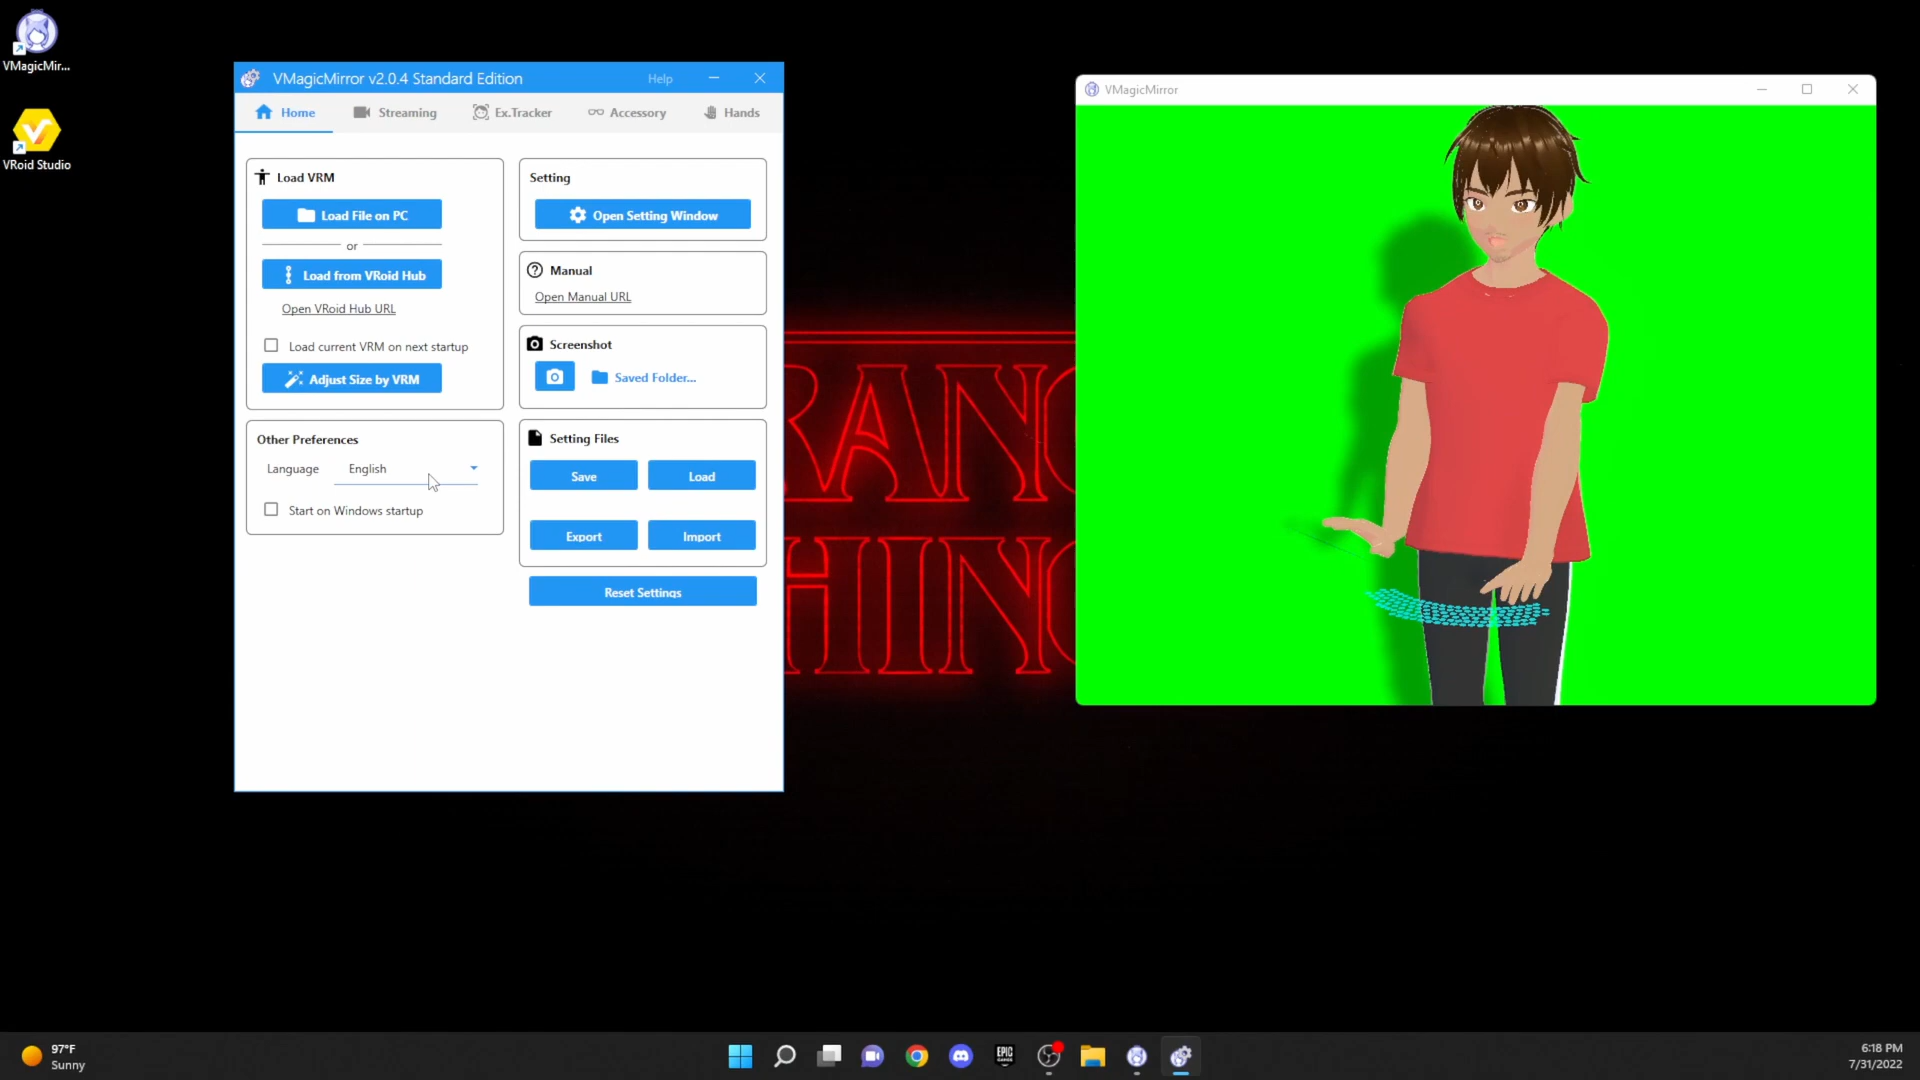 VMagicMir...
VRoid Studio
VMagicMirror v2.0.4 Standard Edition
Help
Home
Streaming
Ex.Tracker
Accessory
Hands
Load VRM
Load File on PC
or
Load from VRoid Hub
Open VRoid Hub URL
Load current VRM on next startup
Adjust Size by VRM
Other Preferences
Language
English
Start on Windows startup
Setting
Open Setting Window
Manual
Open Manual URL
Screenshot
Saved Folder...
Setting Files
Save
Load
Export
Import
Reset Settings
RANG
HING
VMagicMirror
97°F
Sunny
EPIC
GAMES
6:18 PM
7/31/2022